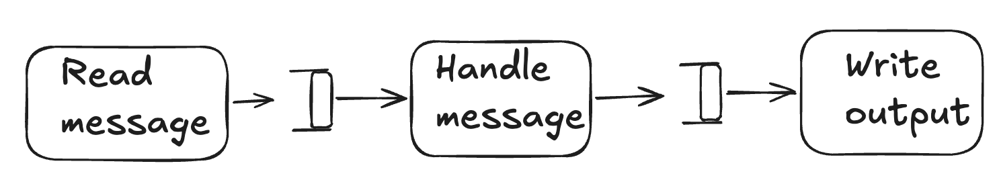 Read
message
Handle
message
Write
output